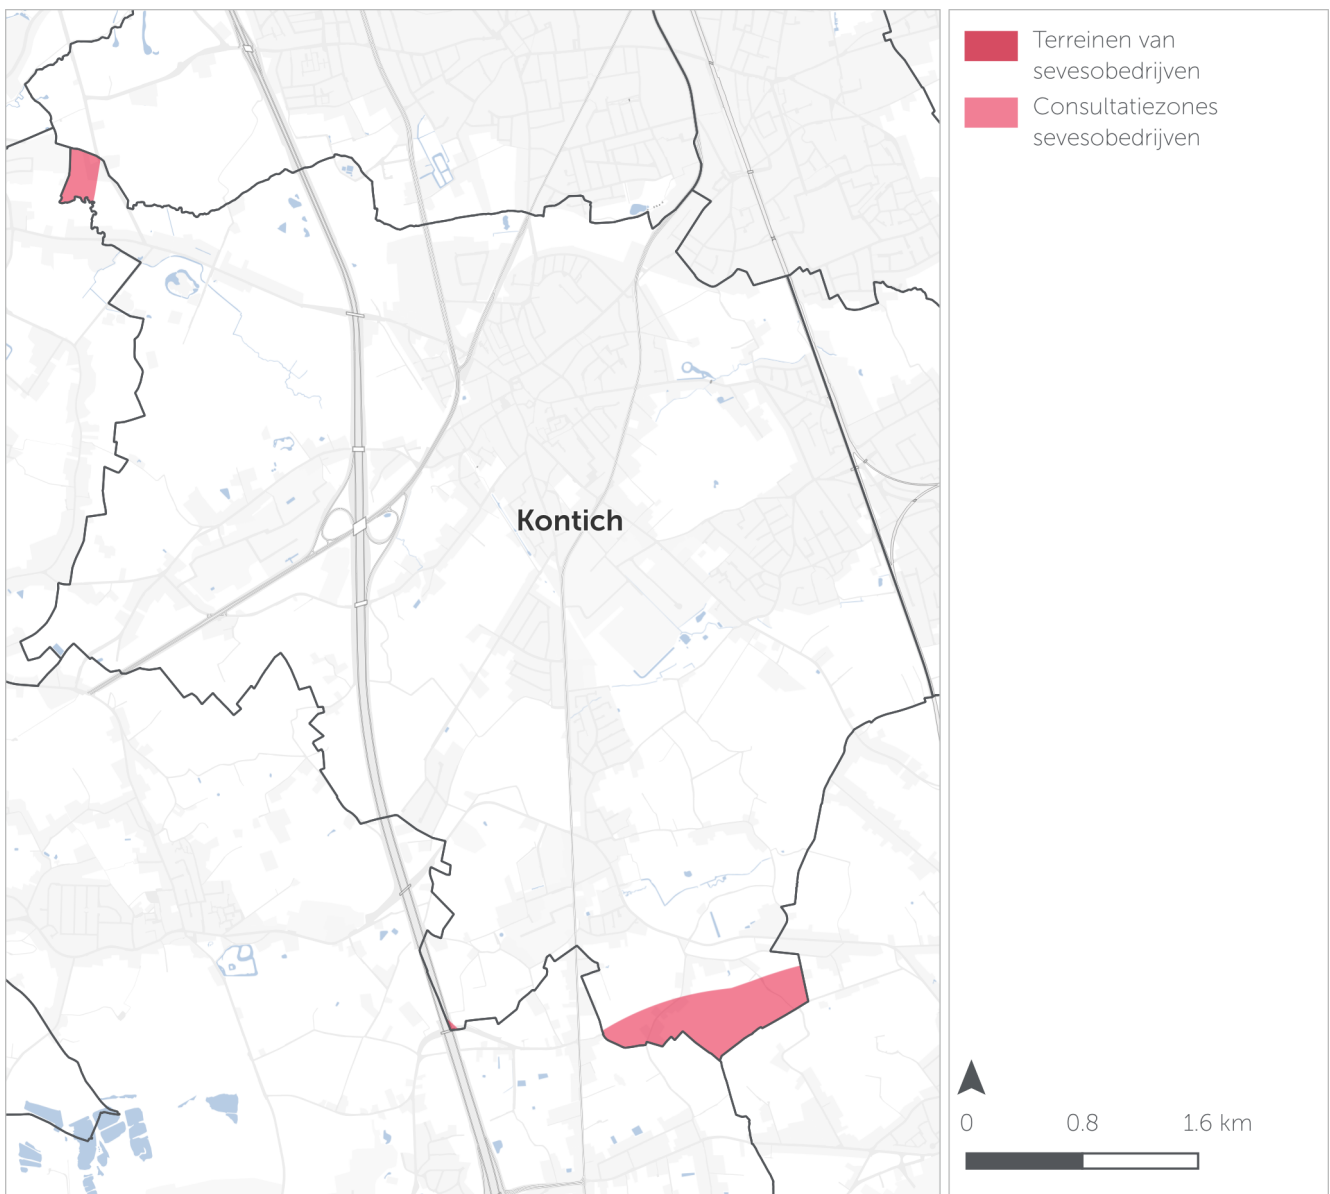 Terreinen van
sevesobedrijven
Consultatiezones
sevesobedrijven
Kontich
0 0.8 1.6 km